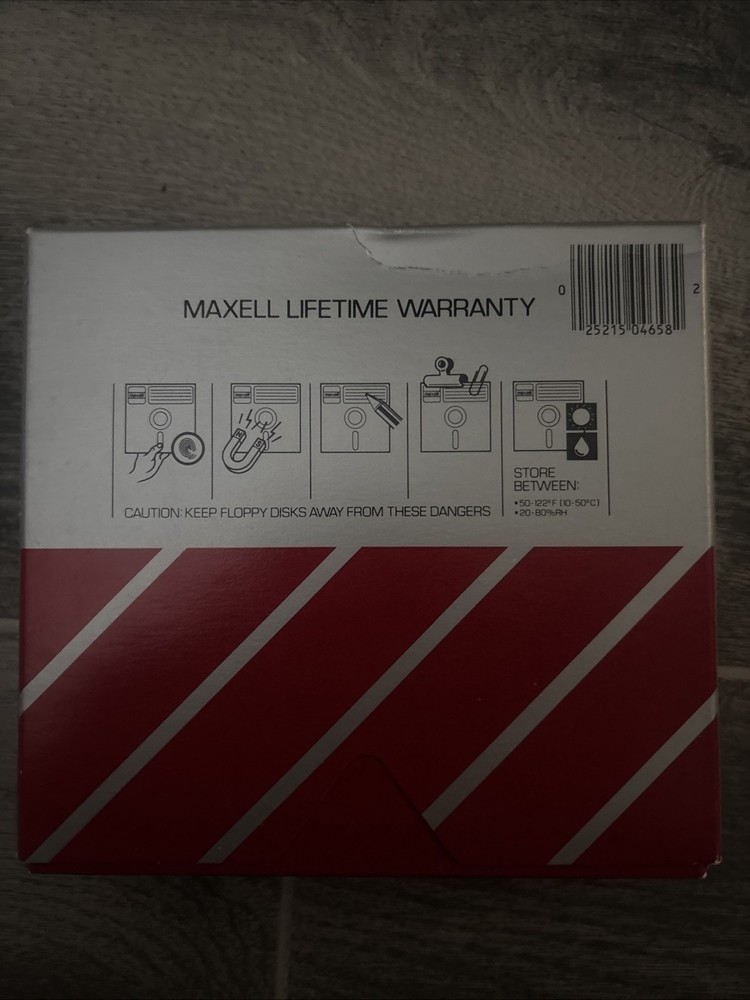 MAXELL LIFETIME WARRANTY
0 25215 04658 2
STORE
BETWEEN:
•50-122°F (10-50°C)
•20-80%RH
CAUTION: KEEP FLOPPY DISKS AWAY FROM THESE DANGERS